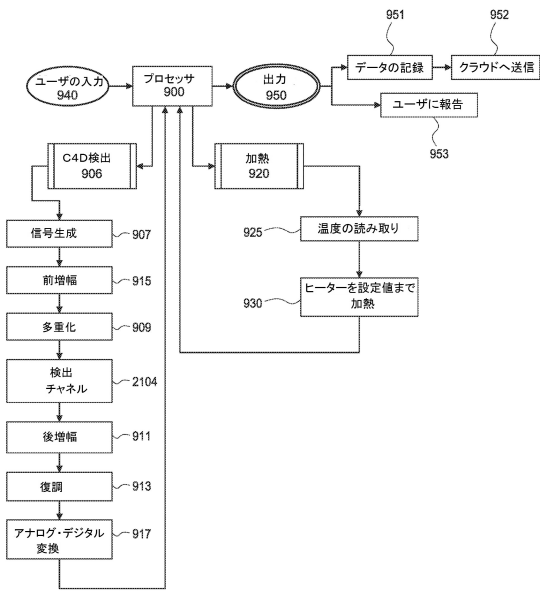 951
952
ユーザの入力
940
プロセッサ
900
出力
950
データの記録
クラウドへ送信
ユーザに報告
953
C4D検出
906
加熱
920
信号生成
907
925
温度の読み取り
前増幅
915
930
ヒーターを設定値まで
加熱
多重化
909
検出
チャネル
2104
後増幅
911
復調
913
アナログ・デジタル
変換
917